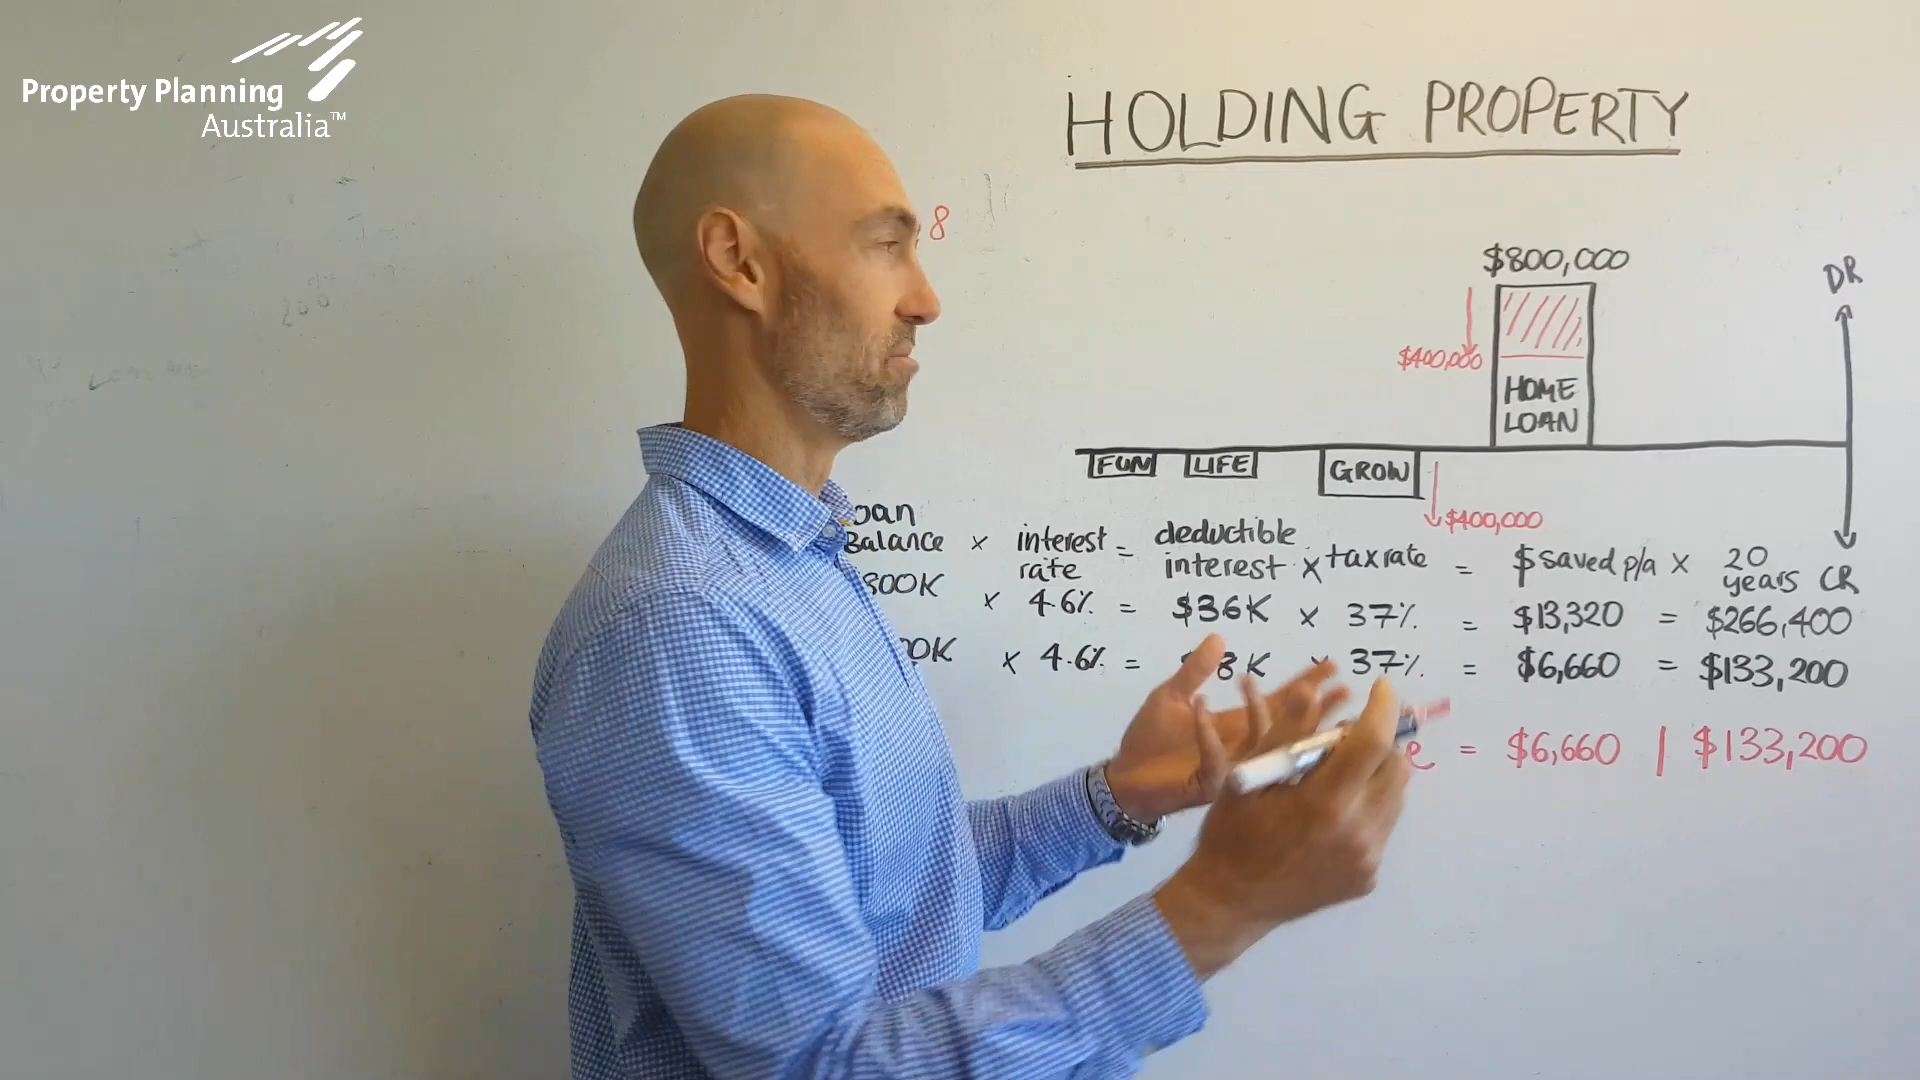 Property Planning
Australia™
HOLDING PROPERTY
8
$800,000
DR
$400,000
HOME
LOAN
FUN LIFE GROW
$400,000
Balance × interest rate = deductible interest × tax rate = $ saved p/a × 20 years CR
800K × 4.6% = $36K × 37% = $13,320 = $266,400
× 4.6% = 37% = $6,660 = $133,200
= $6,660 | $133,200